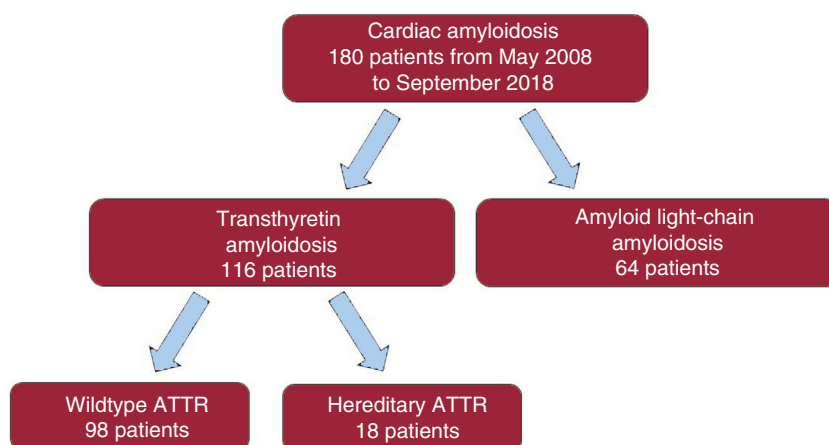 Cardiac amyloidosis
180 patients from May 2008
to September 2018
Transthyretin
amyloidosis
116 patients
Amyloid light-chain
amyloidosis
64 patients
Wildtype ATTR
98 patients
Hereditary ATTR
18 patients